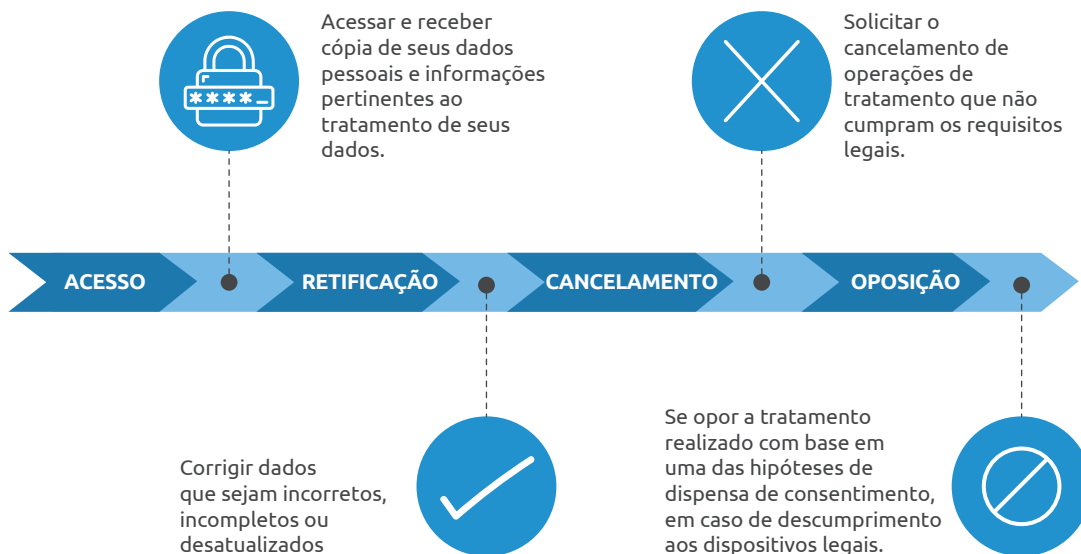 Acessar e receber
cópia de seus dados
pessoais e informações
pertinentes ao
tratamento de seus
dados.
Solicitar o
cancelamento de
operações de
tratamento que não
cumpram os requisitos
legais.
****_
ACESSO
RETIFICAÇÃO
CANCELAMENTO
OPOSIÇÃO
Corrigir dados
que sejam incorretos,
incompletos ou
desatualizados
Se opor a tratamento
realizado com base em
uma das hipóteses de
dispensa de consentimento,
em caso de descumprimento
aos dispositivos legais.